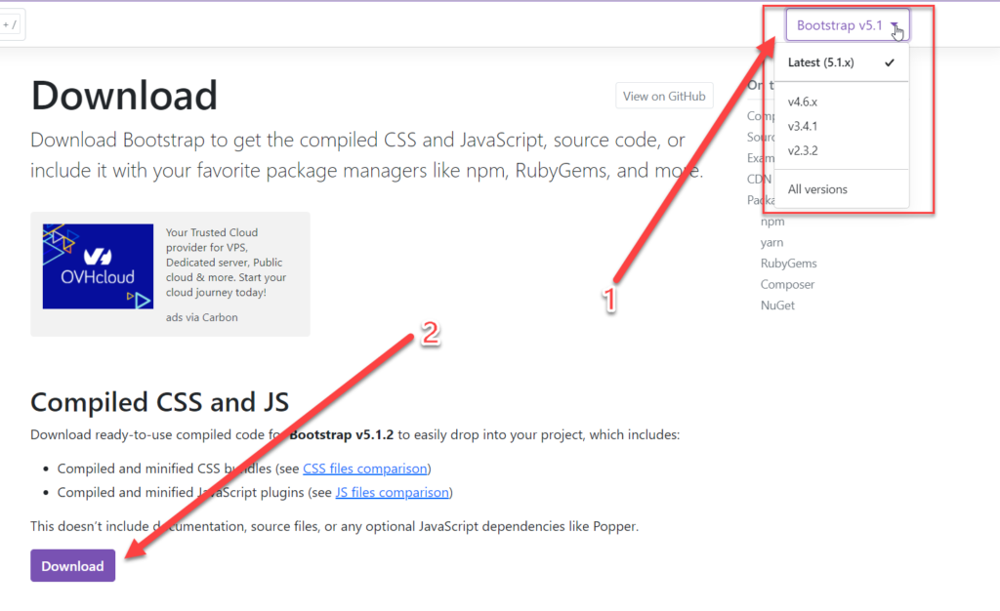 + /
Bootstrap v5.1
Latest (5.1.x)
v4.6.x
v3.4.1
v2.3.2
All versions
Download
View on GitHub
Download Bootstrap to get the compiled CSS and JavaScript, source code, or
include it with your favorite package managers like npm, RubyGems, and more.
On t
Comp
Sourc
Exam
CDN
Packa
npm
yarn
RubyGems
Composer
NuGet
OVHcloud
Your Trusted Cloud
provider for VPS,
Dedicated server, Public
cloud & more. Start your
cloud journey today!
ads via Carbon
1
2
Compiled CSS and JS
Download ready-to-use compiled code for Bootstrap v5.1.2 to easily drop into your project, which includes:
Compiled and minified CSS bundles (see CSS files comparison)
Compiled and minified JavaScript plugins (see JS files comparison)
This doesn’t include documentation, source files, or any optional JavaScript dependencies like Popper.
Download